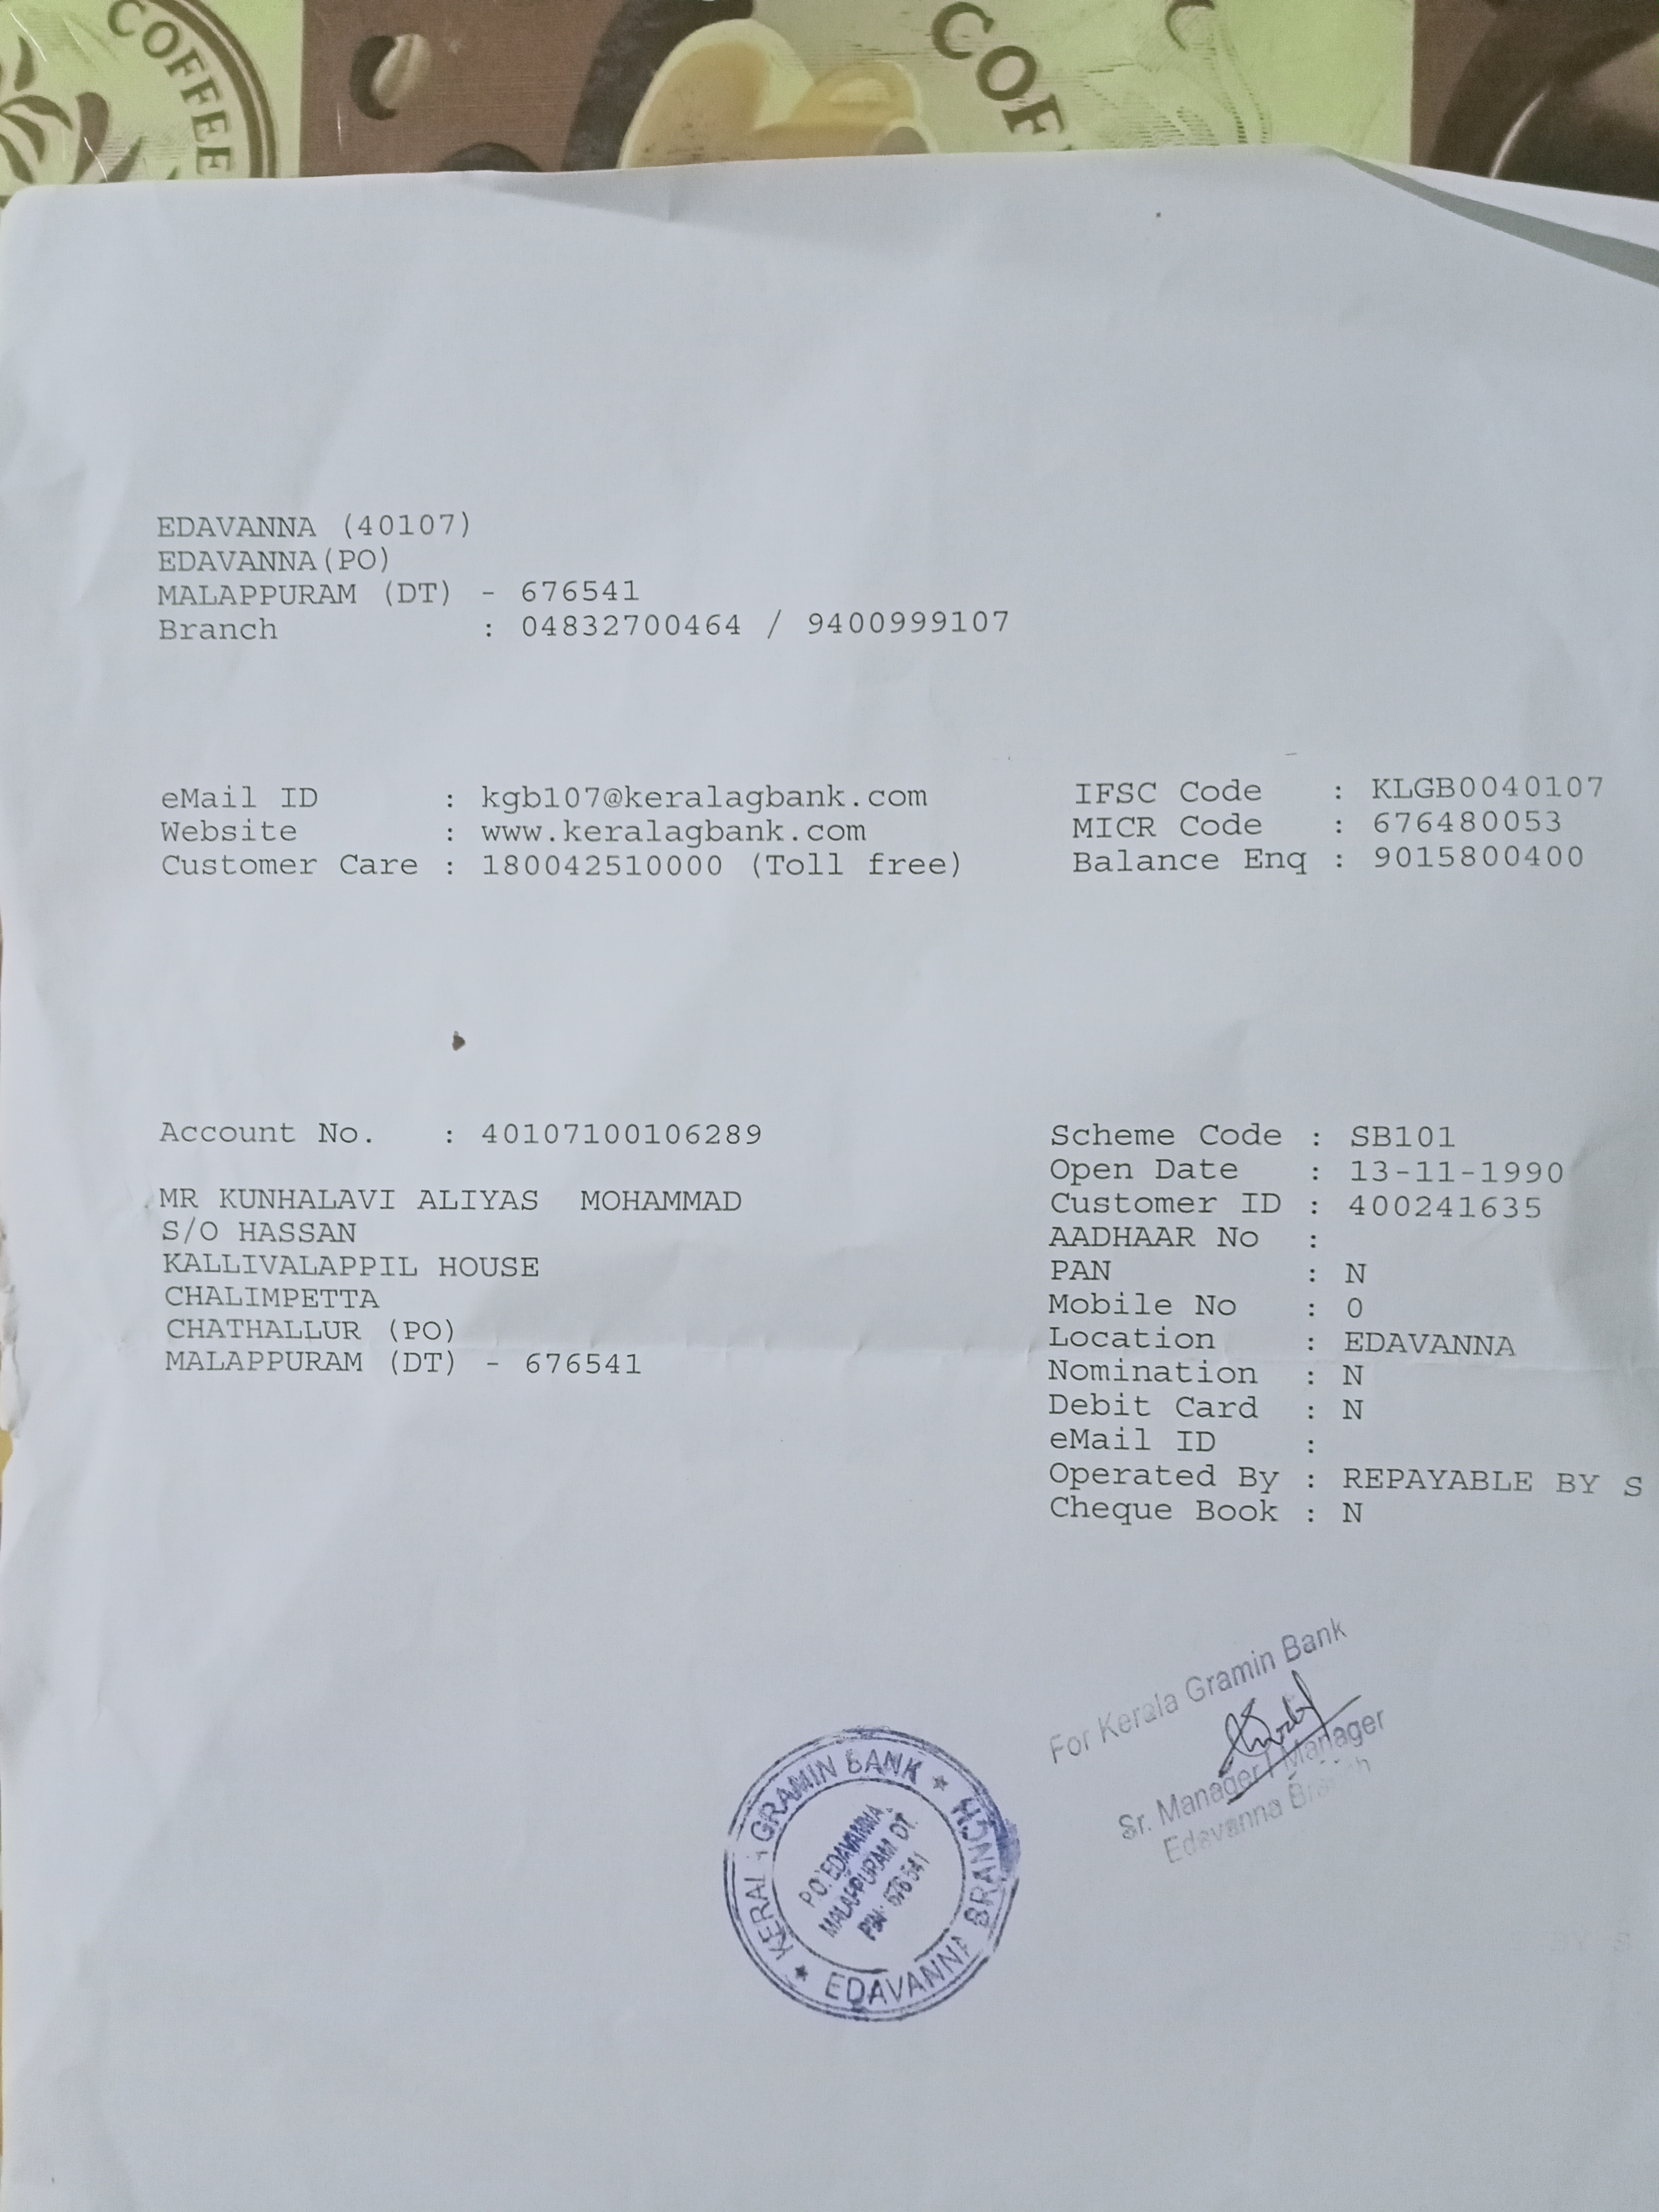 COFFEE
COF
EDAVANNA (40107)
EDAVANNA(PO)
MALAPPURAM (DT) - 676541
Branch : 04832700464 / 9400999107
eMail ID : kgb107@keralagbank.com
Website : www.keralagbank.com
Customer Care : 180042510000 (Toll free)
IFSC Code : KLGB0040107
MICR Code : 676480053
Balance Enq : 9015800400
Account No. : 40107100106289
MR KUNHALAVI ALIYAS MOHAMMAD
S/O HASSAN
KALLIVALAPPIL HOUSE
CHALIMPETTA
CHATHALLUR (PO)
MALAPPURAM (DT) - 676541
Scheme Code : SB101
Open Date : 13-11-1990
Customer ID : 400241635
AADHAAR No :
PAN : N
Mobile No : 0
Location : EDAVANNA
Nomination : N
Debit Card : N
eMail ID :
Operated By : REPAYABLE BY S
Cheque Book : N
For Kerala Gramin Bank
Sr. Manager / Manager
Edavanna Branch
KERALA GRAMIN BANK ★
EDAVANNA BRANCH ★
P.O. EDAVANNA,
MALAPPURAM DT.
PIN: 676541